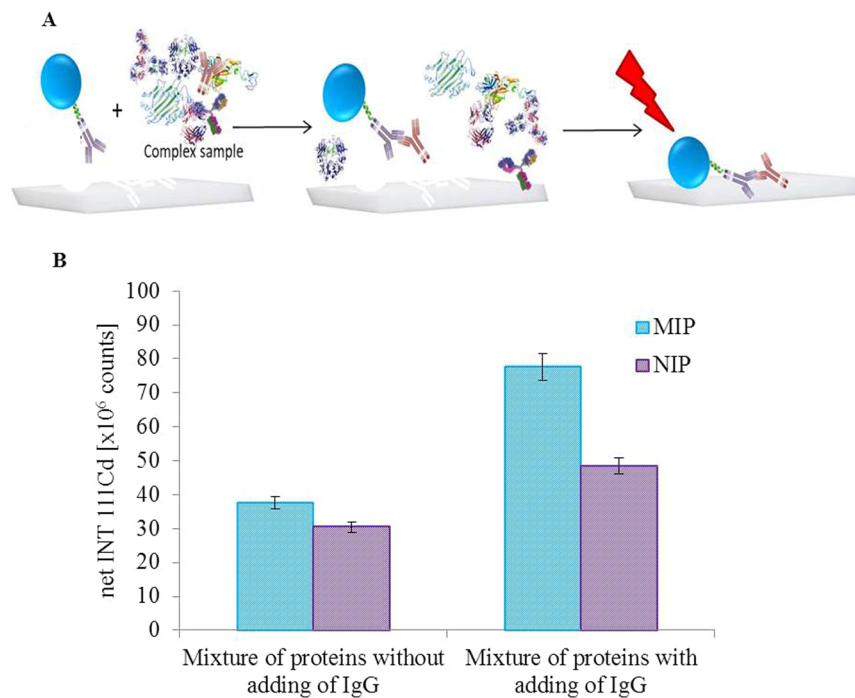 A
+
Complex sample
B
net INT 111Cd [x10⁶ counts]
100
90
80
70
60
50
40
30
20
10
0
MIP
NIP
Mixture of proteins without
adding of IgG
Mixture of proteins with
adding of IgG